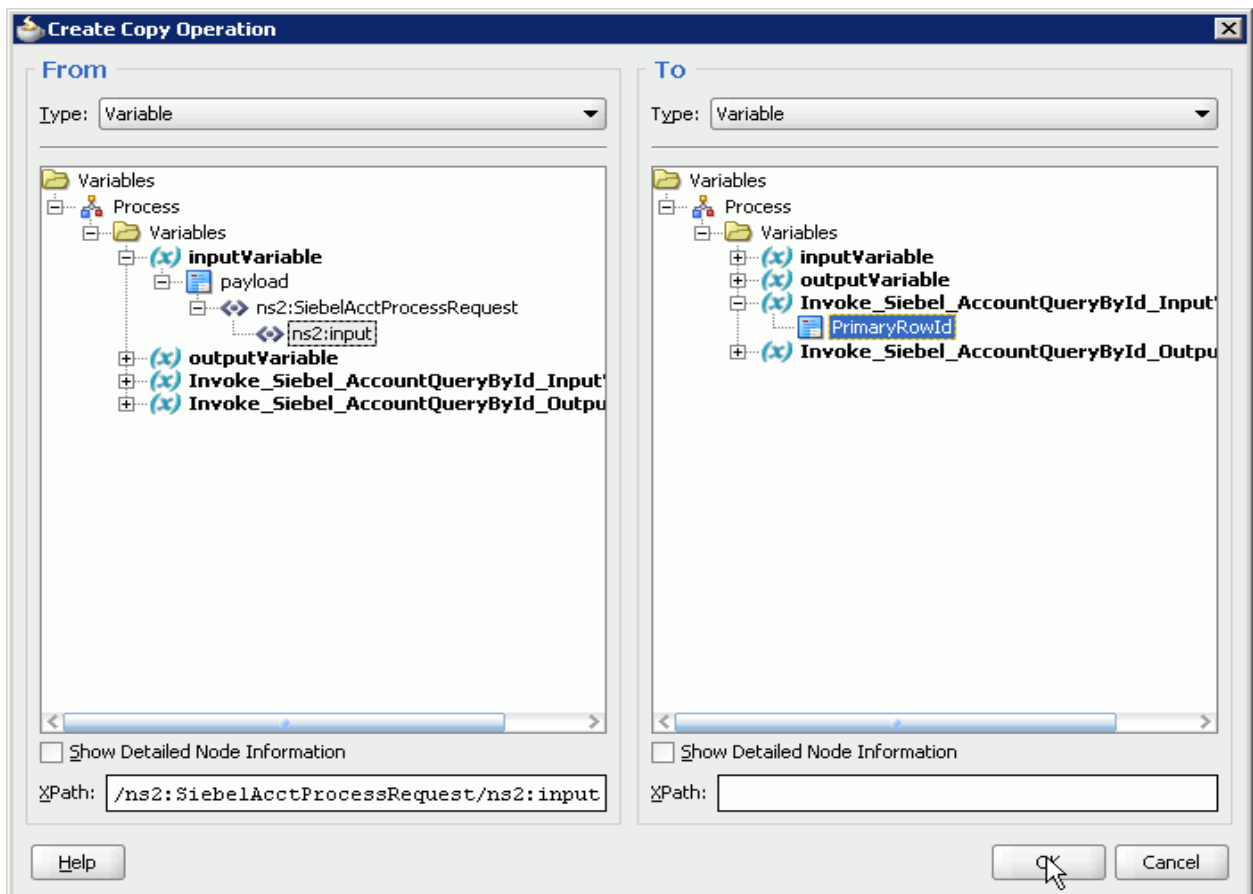 Create Copy Operation
From
Type: Variable
Variables
Process
Variables
(x) inputVariable
payload
ns2:SiebelAcctProcessRequest
ns2:input
(x) outputVariable
(x) Invoke_Siebel_AccountQueryById_Input
(x) Invoke_Siebel_AccountQueryById_Outpu
Show Detailed Node Information
XPath: /ns2:SiebelAcctProcessRequest/ns2:input
To
Type: Variable
Variables
Process
Variables
(x) inputVariable
(x) outputVariable
(x) Invoke_Siebel_AccountQueryById_Input
PrimaryRowId
(x) Invoke_Siebel_AccountQueryById_Outpu
Show Detailed Node Information
XPath:
Help
OK
Cancel